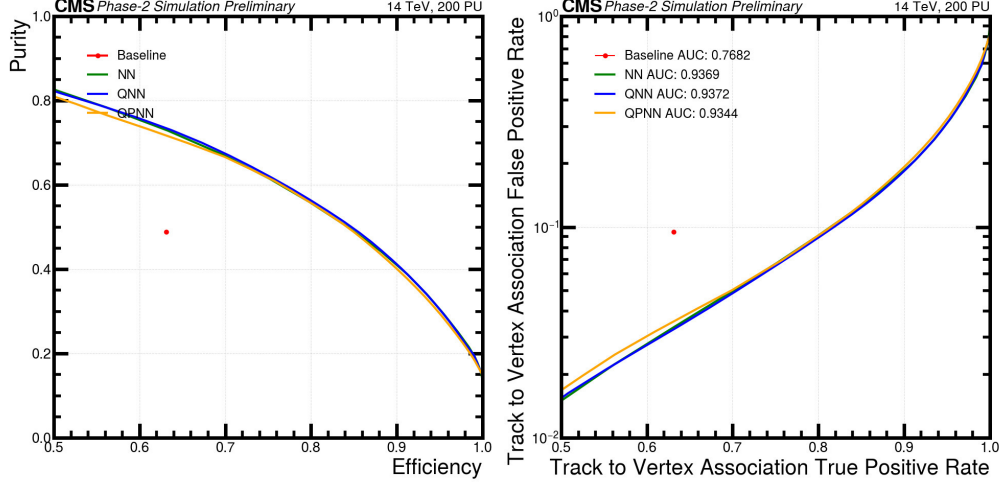 CMS Phase-2 Simulation Preliminary 14 TeV, 200 PU
Purity
1.0
0.8
0.6
0.4
0.2
0.0
Baseline
NN
QNN
QPNN
0.5 0.6 0.7 0.8 0.9 1.0
Efficiency
CMS Phase-2 Simulation Preliminary 14 TeV, 200 PU
Track to Vertex Association False Positive Rate
10⁰
10⁻¹
10⁻²
Baseline AUC: 0.7682
NN AUC: 0.9369
QNN AUC: 0.9372
QPNN AUC: 0.9344
0.5 0.6 0.7 0.8 0.9 1.0
Track to Vertex Association True Positive Rate